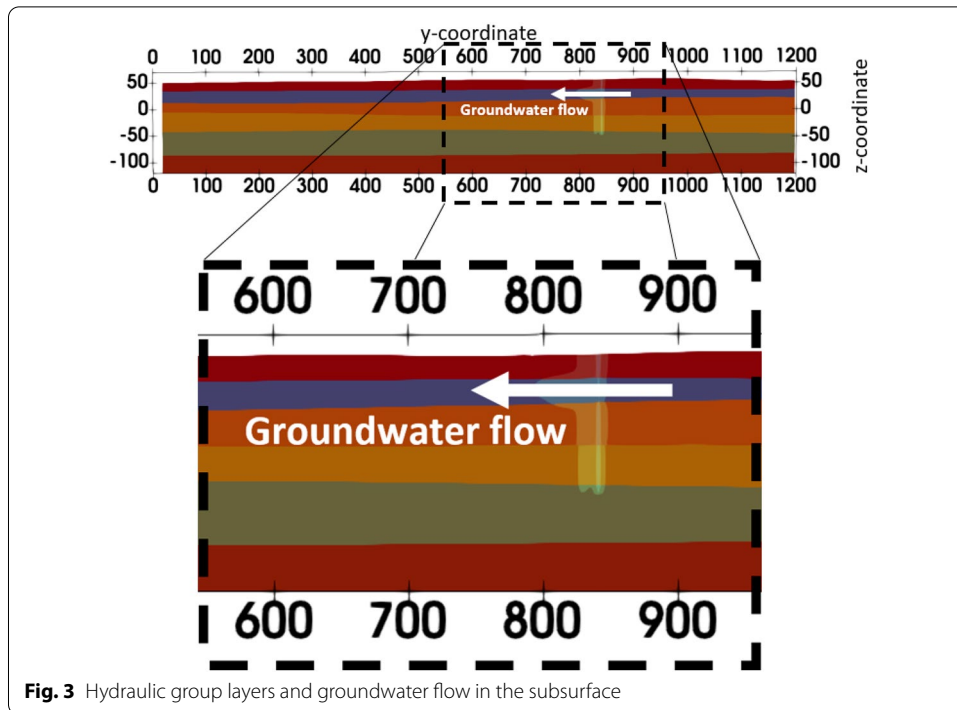 y-coordinate
0 100 200 300 400 500 600 700 800 900 1000 1100 1200
50 50
0 0
-50 -50
-100 -100
z-coordinate
Groundwater flow
0 100 200 300 400 500 600 700 800 900 1000 1100 1200
600 700 800 900
Groundwater flow
600 700 800 900
Fig. 3 Hydraulic group layers and groundwater flow in the subsurface